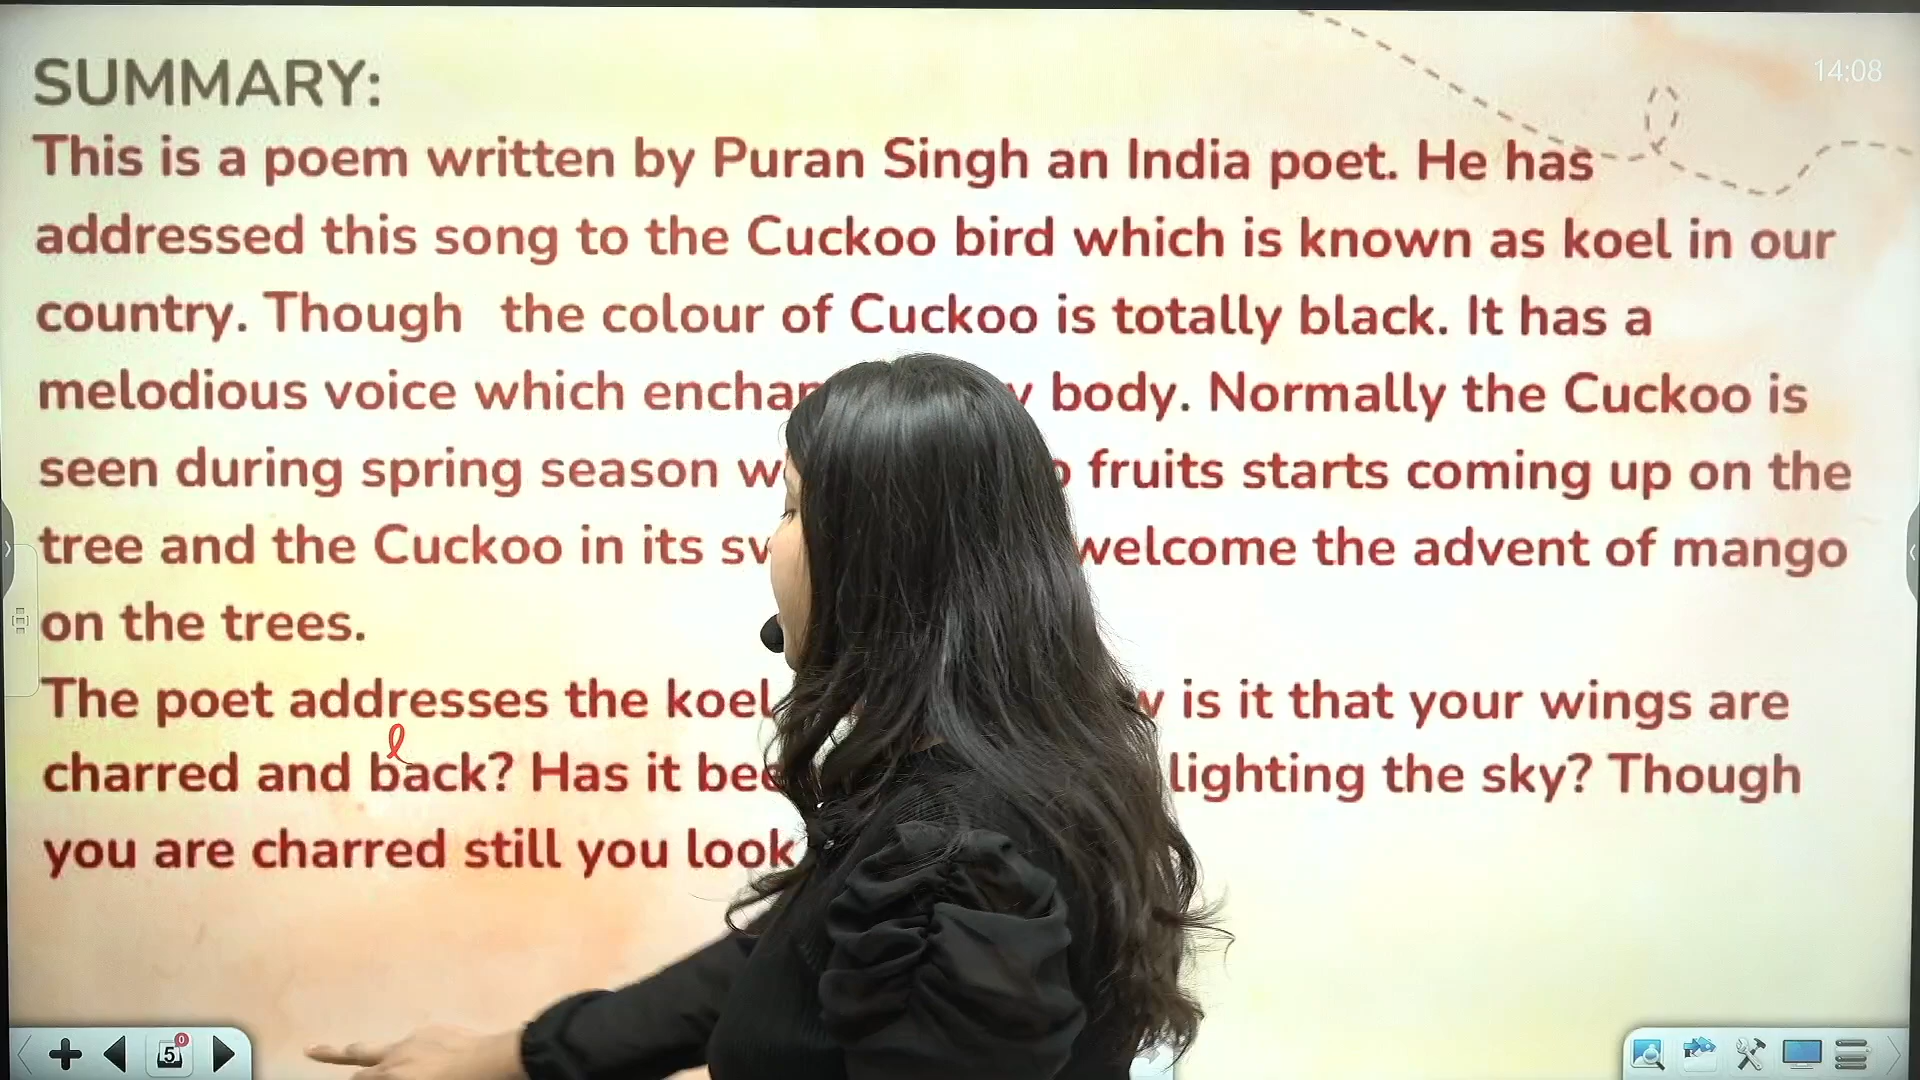 SUMMARY:
14:08
This is a poem written by Puran Singh an India poet. He has
addressed this song to the Cuckoo bird which is known as koel in our
country. Though the colour of Cuckoo is totally black. It has a
melodious voice which body. Normally the Cuckoo is
seen during spring season fruits starts coming up on the
tree and the Cuckoo in its welcome the advent of mango
on the trees.
The poet addresses the koel is it that your wings are
l
charred and back? Has it lighting the sky? Though
you are charred still you look
5
0